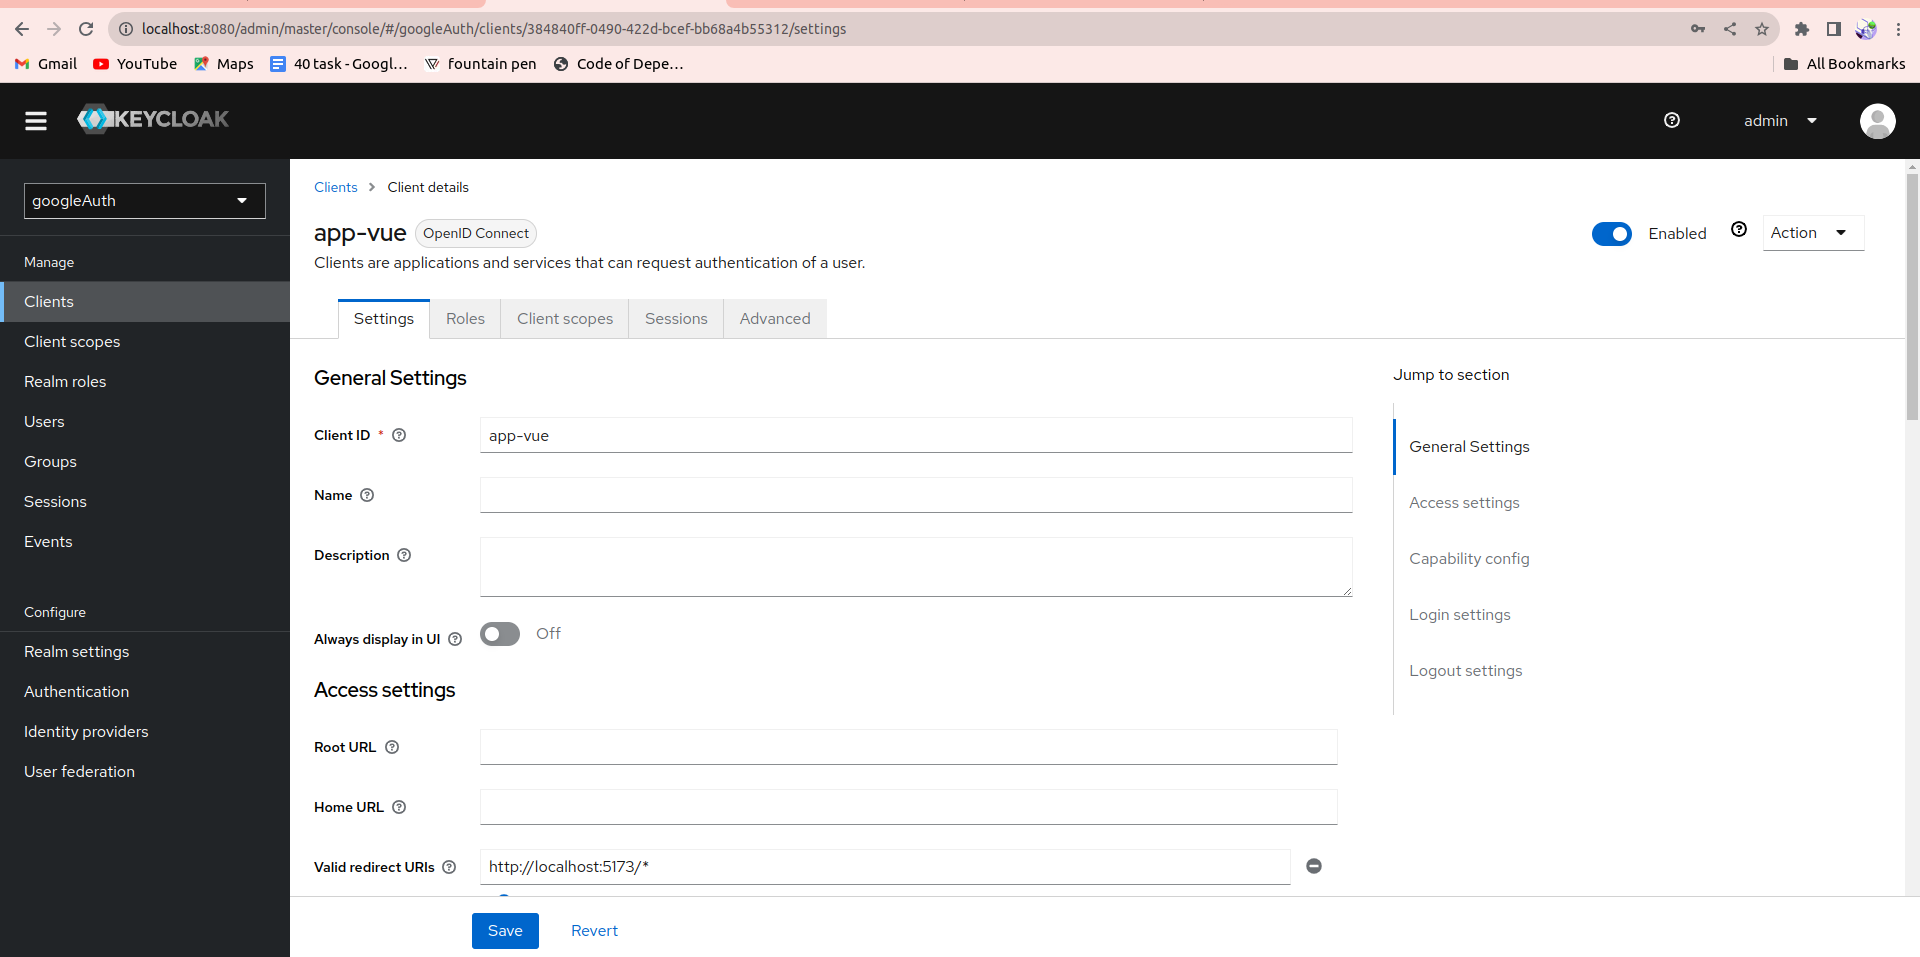 localhost:8080/admin/master/console/#/googleAuth/clients/384840ff-0490-422d-bcef-bb68a4b55312/settings
Gmail YouTube Maps 40 task - Googl... fountain pen Code of Depe... All Bookmarks
KEYCLOAK admin
googleAuth
Manage
Clients
Client scopes
Realm roles
Users
Groups
Sessions
Events
Configure
Realm settings
Authentication
Identity providers
User federation
Clients > Client details
app-vue OpenID Connect Enabled Action
Clients are applications and services that can request authentication of a user.
Settings Roles Client scopes Sessions Advanced
General Settings
Client ID * app-vue
Name
Description
Always display in UI Off
Access settings
Root URL
Home URL
Valid redirect URIs http://localhost:5173/*
Save Revert
Jump to section
General Settings
Access settings
Capability config
Login settings
Logout settings